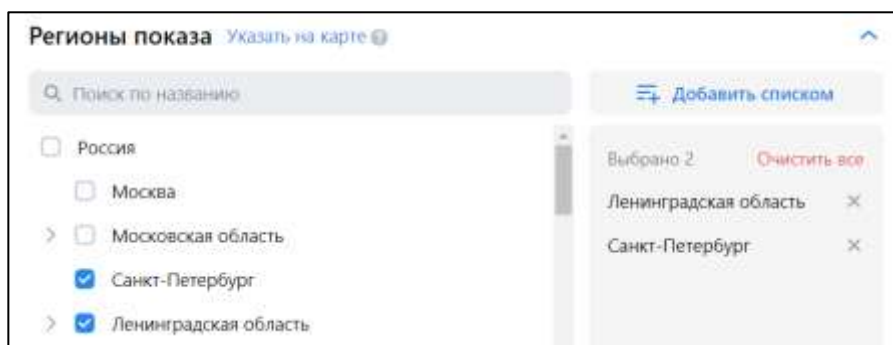 Регионы показа Указать на карте
Поиск по названию
Добавить списком
Россия
Москва
Московская область
Санкт-Петербург
Ленинградская область
Выбрано 2 Очистить все
Ленинградская область
Санкт-Петербург